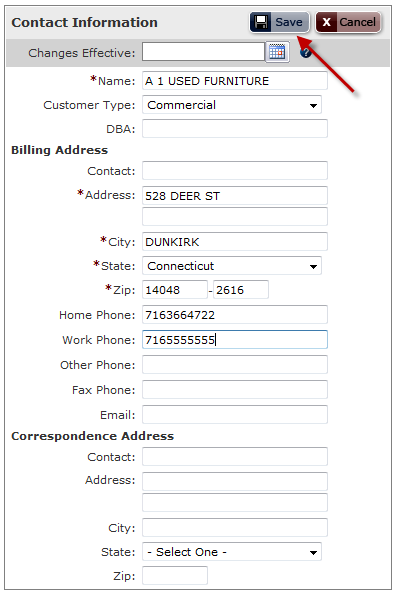 Contact Information Save X Cancel
Changes Effective: ?
*Name: A 1 USED FURNITURE
Customer Type: Commercial
DBA:
Billing Address
Contact:
*Address: 528 DEER ST
*City: DUNKIRK
*State: Connecticut
*Zip: 14048 - 2616
Home Phone: 7163664722
Work Phone: 7165555555
Other Phone:
Fax Phone:
Email:
Correspondence Address
Contact:
Address:
City:
State: - Select One -
Zip: